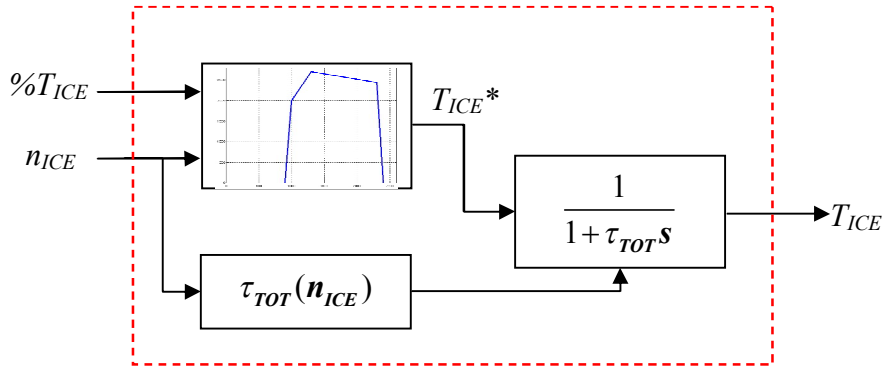 %T_ICE
n_ICE
T_ICE*
1
1+τ_TOT s
T_ICE
τ_TOT(n_ICE)